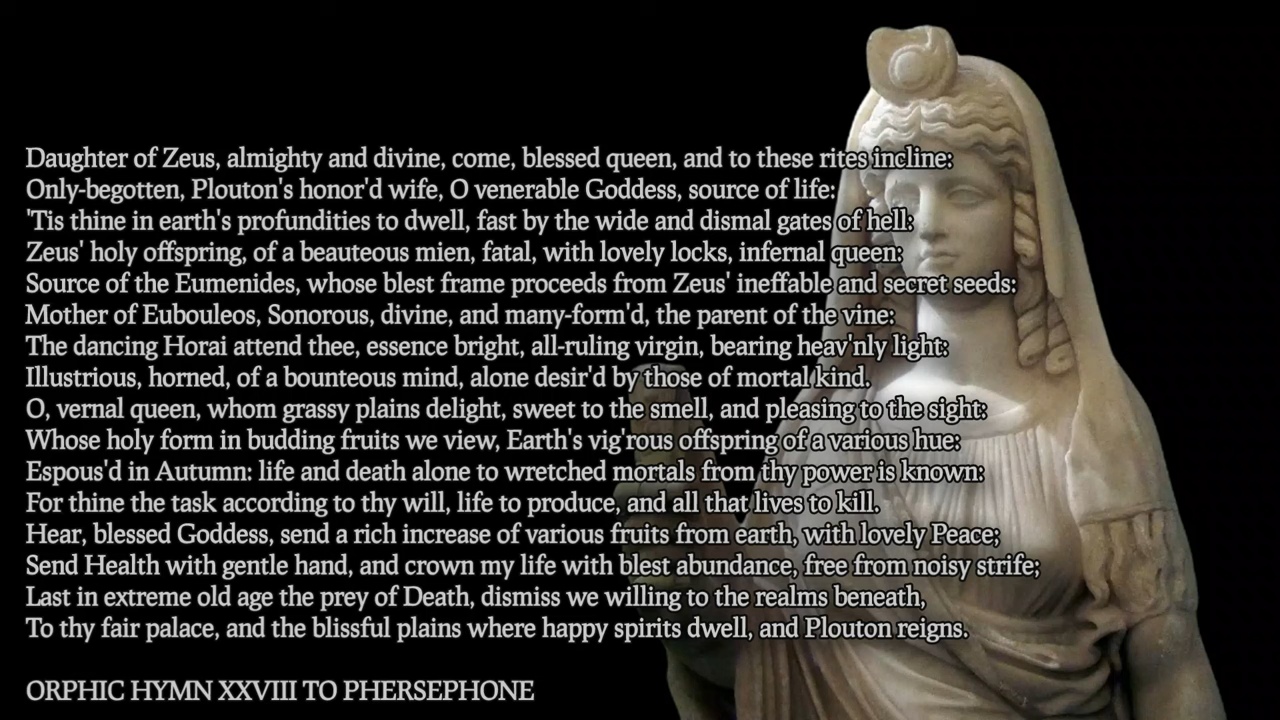 Daughter of Zeus, almighty and divine, come, blessed queen, and to these rites incline:
Only-begotten, Plouton's honor'd wife, O venerable Goddess, source of life:
'Tis thine in earth's profundities to dwell, fast by the wide and dismal gates of hell:
Zeus' holy offspring, of a beauteous mien, fatal, with lovely locks, infernal queen:
Source of the Eumenides, whose blest frame proceeds from Zeus' ineffable and secret seeds:
Mother of Eubouleos, Sonorous, divine, and many-form'd, the parent of the vine:
The dancing Horai attend thee, essence bright, all-ruling virgin, bearing heav'nly light:
Illustrious, horned, of a bounteous mind, alone desir'd by those of mortal kind.
O, vernal queen, whom grassy plains delight, sweet to the smell, and pleasing to the sight:
Whose holy form in budding fruits we view, Earth's vig'rous offspring of a various hue:
Espous'd in Autumn: life and death alone to wretched mortals from thy power is known:
For thine the task according to thy will, life to produce, and all that lives to kill.
Hear, blessed Goddess, send a rich increase of various fruits from earth, with lovely Peace;
Send Health with gentle hand, and crown my life with blest abundance, free from noisy strife;
Last in extreme old age the prey of Death, dismiss we willing to the realms beneath,
To thy fair palace, and the blissful plains where happy spirits dwell, and Plouton reigns.
ORPHIC HYMN XXVIII TO PHERSEPHONE